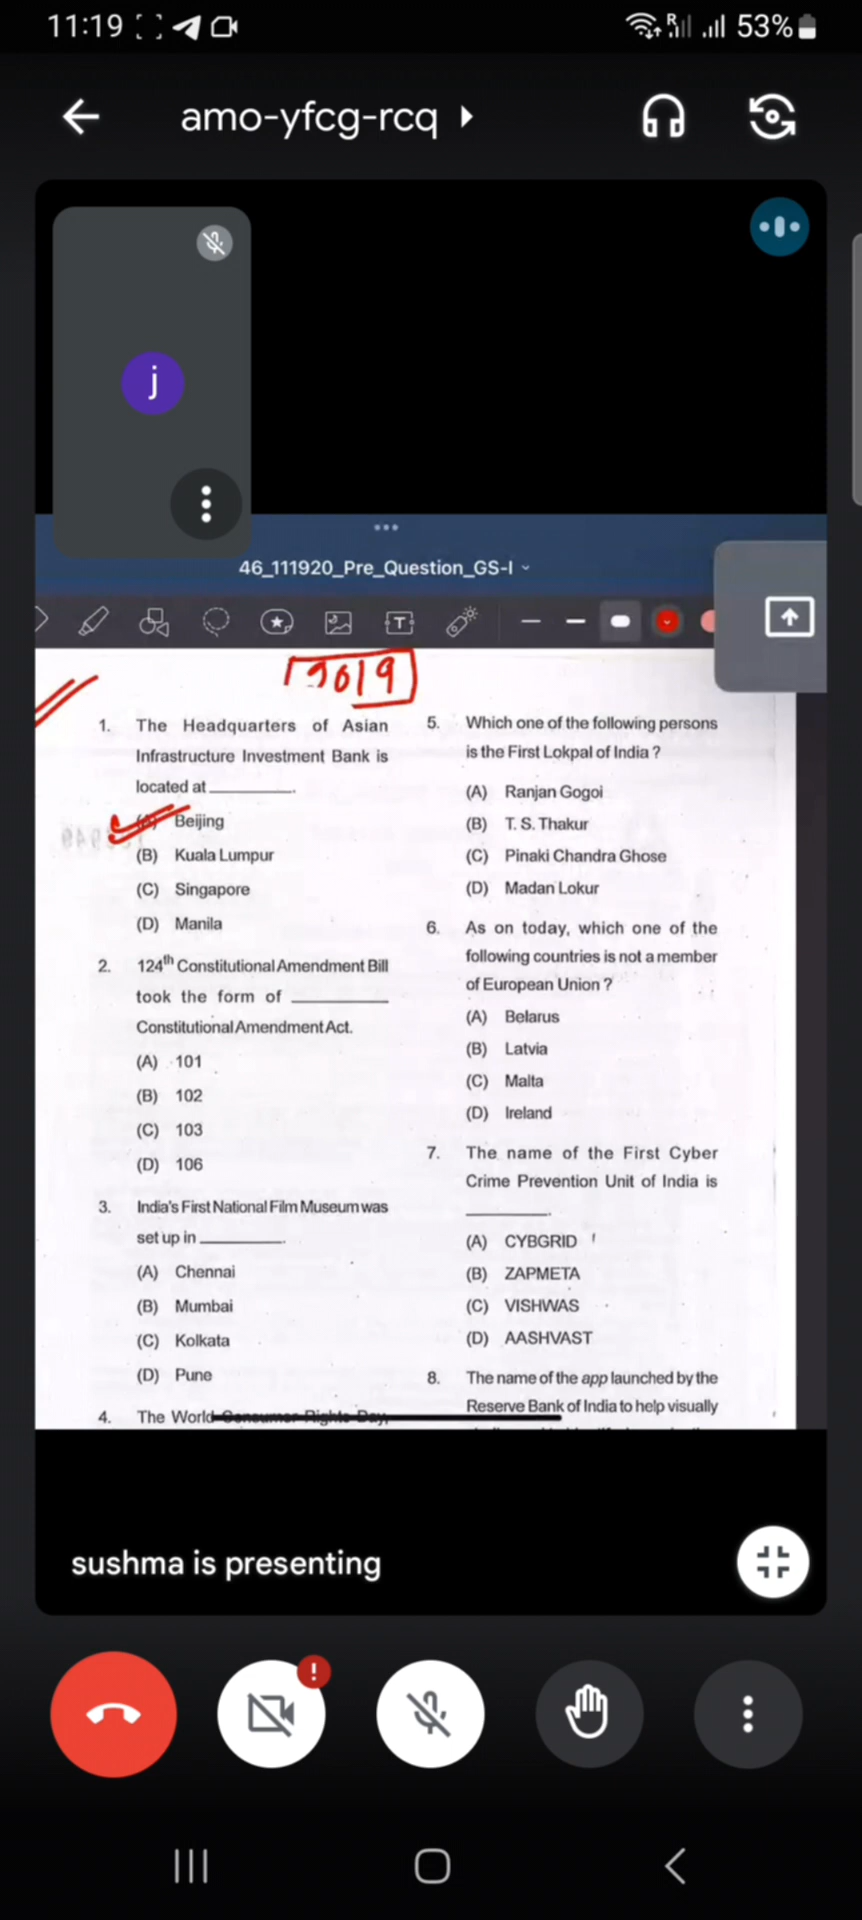 11:19
53%
amo-yfcg-rcq
j
46_111920_Pre_Question_GS-I
2019
1. The Headquarters of Asian
Infrastructure Investment Bank is
located at ____________.
(A) Beijing
(B) Kuala Lumpur
(C) Singapore
(D) Manila
2. 124th Constitutional Amendment Bill
took the form of ____________
Constitutional Amendment Act.
(A) 101
(B) 102
(C) 103
(D) 106
3. India's First National Film Museum was
set up in ____________.
(A) Chennai
(B) Mumbai
(C) Kolkata
(D) Pune
4. The World Consumer Rights Day,
5. Which one of the following persons
is the First Lokpal of India ?
(A) Ranjan Gogoi
(B) T. S. Thakur
(C) Pinaki Chandra Ghose
(D) Madan Lokur
6. As on today, which one of the
following countries is not a member
of European Union ?
(A) Belarus
(B) Latvia
(C) Malta
(D) Ireland
7. The name of the First Cyber
Crime Prevention Unit of India is
____________.
(A) CYBGRID
(B) ZAPMETA
(C) VISHWAS
(D) AASHVAST
8. The name of the app launched by the
Reserve Bank of India to help visually
sushma is presenting